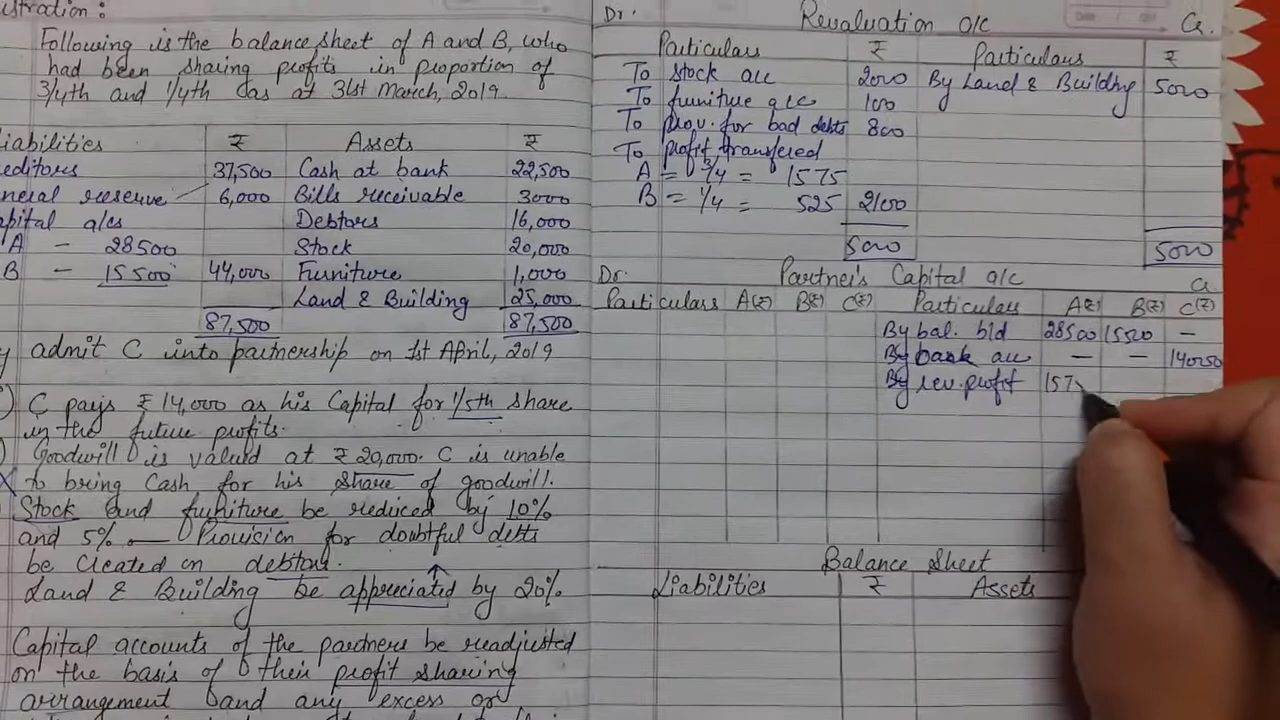 stration :
Following is the balance sheet of A and B, who
had been sharing profits in proportion of
3/4th and 1/4th as at 31st March, 2019.
iabilities ₹ Assets ₹
editors 37,500 Cash at bank 22,500
neral reserve 6,000 Bills receivable 3000
apital a/cs Debtors 16,000
A - 28500 Stock 20,000
B - 15500 44,000 Furniture 1,000
Land & Building 25,000
87,500 87,500
y admit C into partnership on 1st April, 2019
) C pays ₹ 14,000 as his Capital for 1/5th share
in the future profits.
) Goodwill is valued at ₹ 20,000. C is unable
to bring Cash for his share of goodwill.
Stock and furniture be reduced by 10%
and 5% Provision for doubtful debts
be created on debtors.
Land & Building be appreciated by 20%.
Capital accounts of the partners be readjusted
on the basis of their profit sharing
arrangement and any excess or
Dr. Revaluation a/c Cr.
Particulars ₹ Particulars ₹
To stock a/c 2000 By Land & Building 5000
To furniture a/c 100
To prov. for bad debts 800
To profit transfered
A = 3/4 = 1575
B = 1/4 = 525 2100
5000 5000
Dr. Partner's Capital a/c Cr
Particulars A(₹) B(₹) C(₹) Particulars A(₹) B(₹) C(₹)
By bal. b/d 28500 15500 -
By bank a/c - - 14000
By rev. profit 157
Balance Sheet
Liabilities ₹ Assets